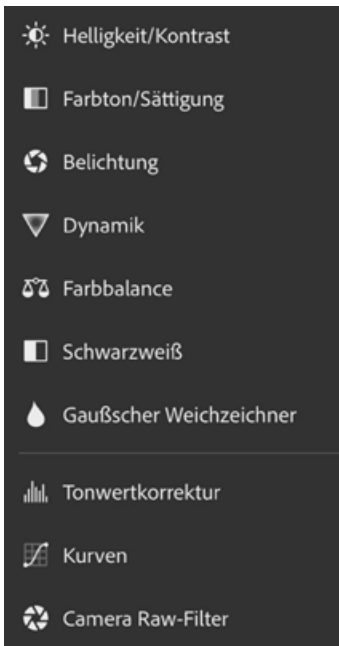 Helligkeit/Kontrast
Farbton/Sättigung
Belichtung
Dynamik
Farbbalance
Schwarzweiß
Gaußscher Weichzeichner
Tonwertkorrektur
Kurven
Camera Raw-Filter